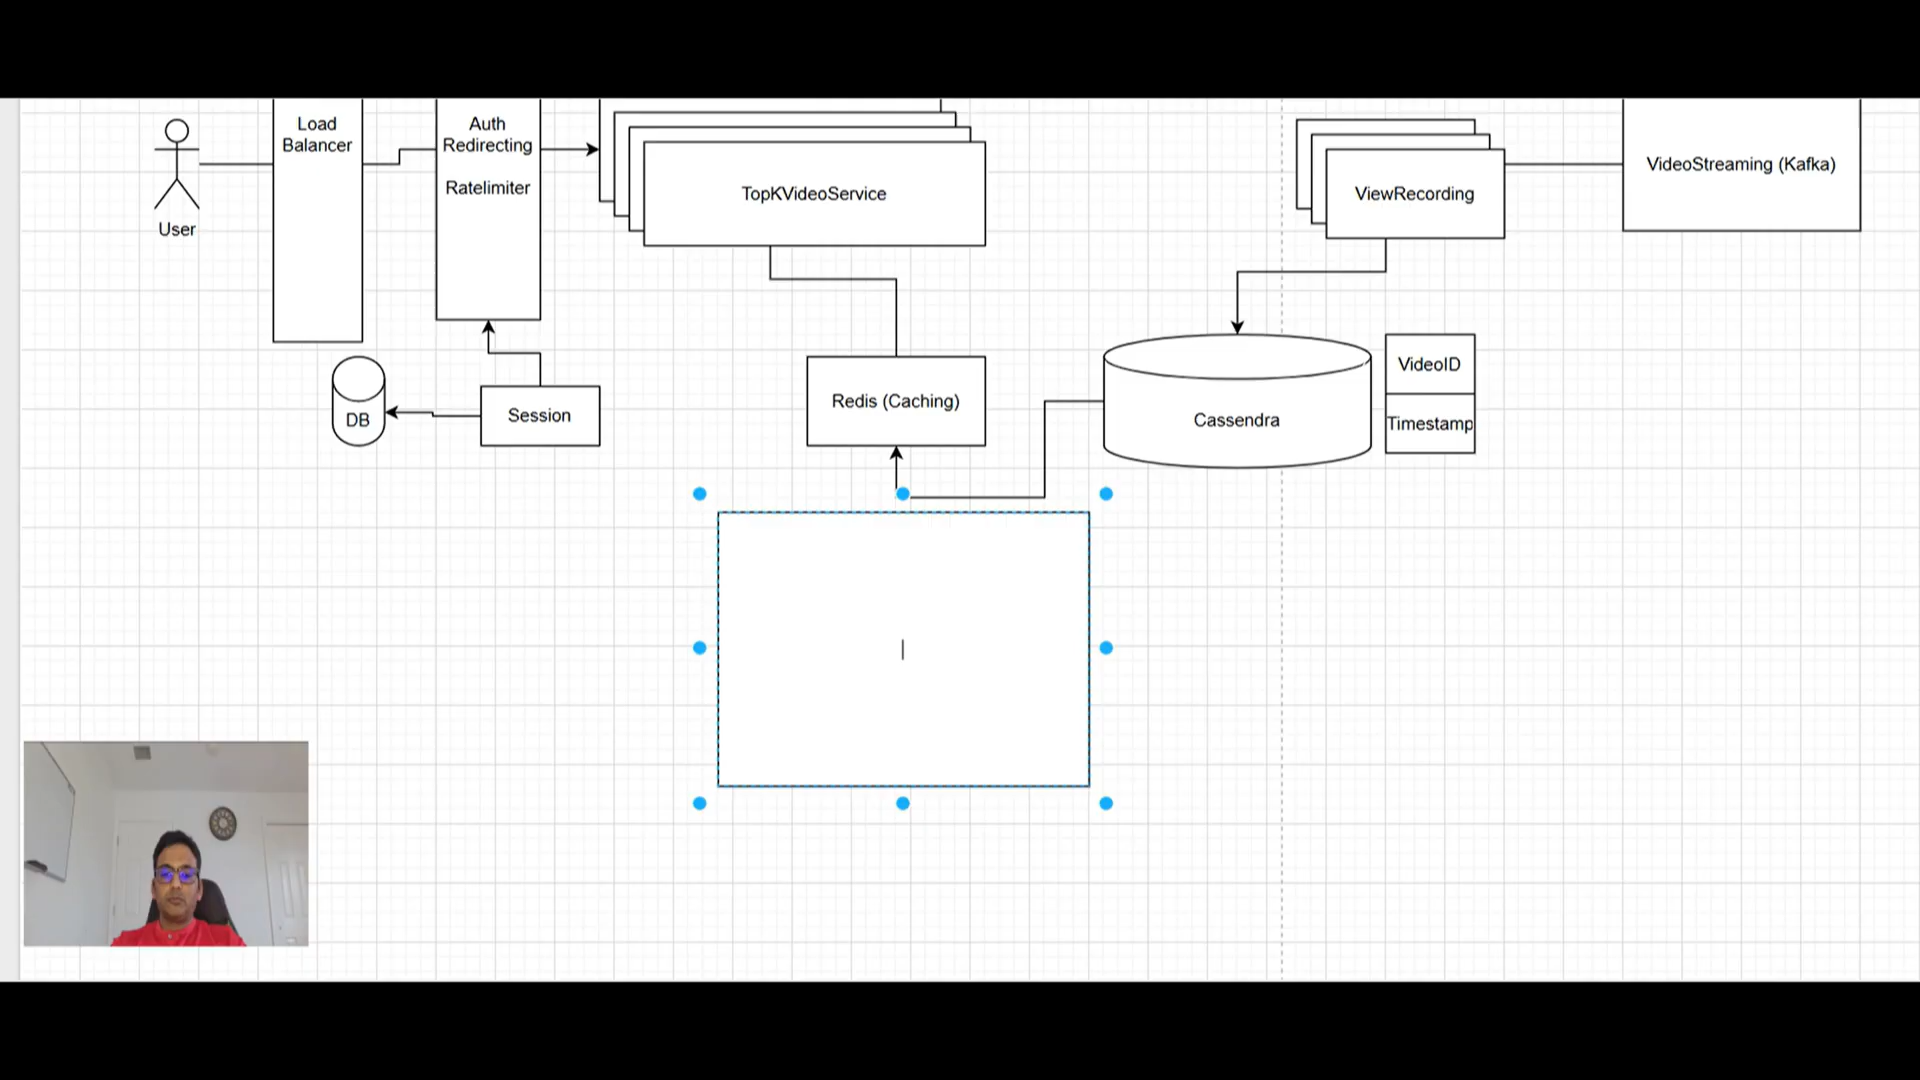 Load
Balancer
Auth
Redirecting
Ratelimiter
TopKVideoService
ViewRecording
VideoStreaming (Kafka)
User
DB
Session
Redis (Caching)
Cassendra
VideoID
Timestamp